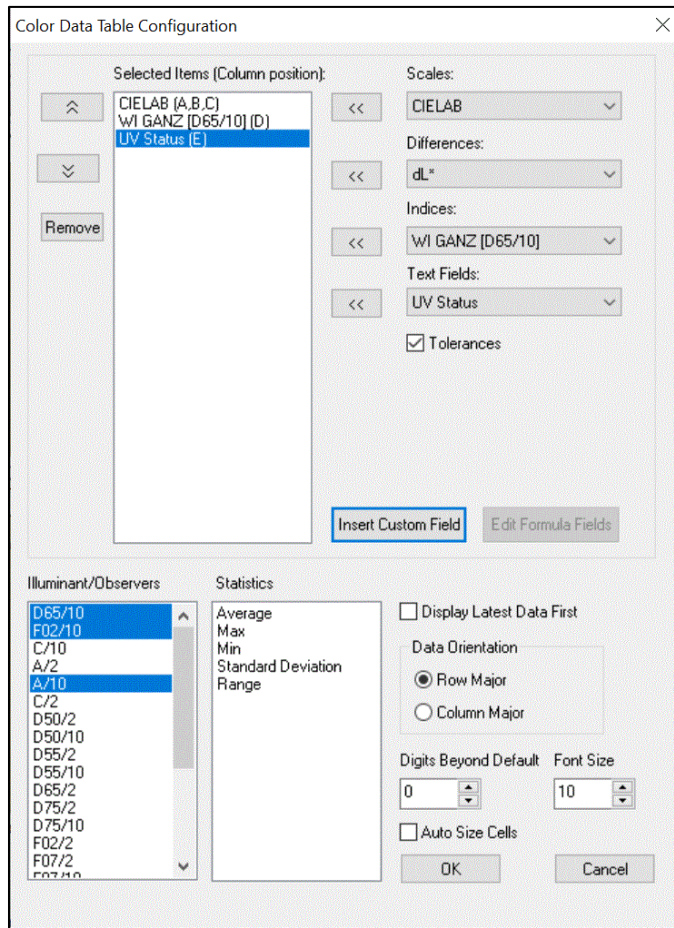 Color Data Table Configuration
Selected Items (Column position):
CIELAB (A,B,C)
WI GANZ [D65/10] (D)
UV Status (E)
Remove
<<
<<
<<
<<
Scales:
CIELAB
Differences:
dL*
Indices:
WI GANZ [D65/10]
Text Fields:
UV Status
Tolerances
Insert Custom Field
Edit Formula Fields
Illuminant/Observers
D65/10
F02/10
C/10
A/2
A/10
C/2
D50/2
D50/10
D55/2
D55/10
D65/2
D75/2
D75/10
F02/2
F07/2
F07/10
Statistics
Average
Max
Min
Standard Deviation
Range
Display Latest Data First
Data Orientation
Row Major
Column Major
Digits Beyond Default
0
Font Size
10
Auto Size Cells
OK
Cancel